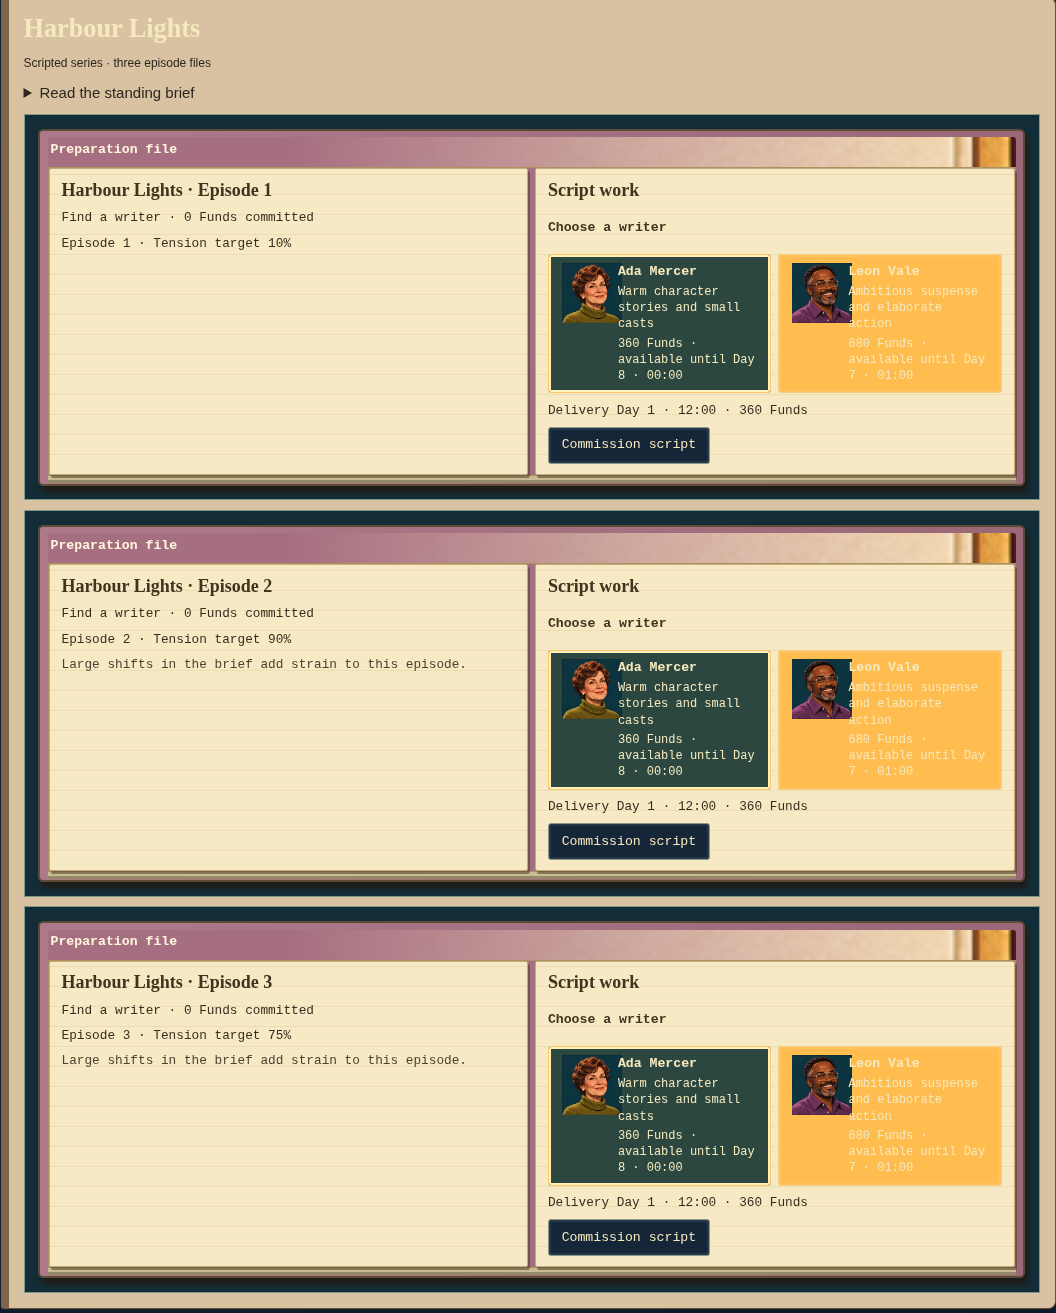 Harbour Lights
Scripted series · three episode files
Read the standing brief
Preparation file
Harbour Lights · Episode 1
Find a writer · 0 Funds committed
Episode 1 · Tension target 10%
Script work
Choose a writer
Ada Mercer
Warm character
stories and small
casts
360 Funds ·
available until Day
8 · 00:00
Leon Vale
Ambitious suspense
and elaborate
action
680 Funds ·
available until Day
7 · 01:00
Delivery Day 1 · 12:00 · 360 Funds
Commission script
Preparation file
Harbour Lights · Episode 2
Find a writer · 0 Funds committed
Episode 2 · Tension target 90%
Large shifts in the brief add strain to this episode.
Script work
Choose a writer
Ada Mercer
Warm character
stories and small
casts
360 Funds ·
available until Day
8 · 00:00
Leon Vale
Ambitious suspense
and elaborate
action
680 Funds ·
available until Day
7 · 01:00
Delivery Day 1 · 12:00 · 360 Funds
Commission script
Preparation file
Harbour Lights · Episode 3
Find a writer · 0 Funds committed
Episode 3 · Tension target 75%
Large shifts in the brief add strain to this episode.
Script work
Choose a writer
Ada Mercer
Warm character
stories and small
casts
360 Funds ·
available until Day
8 · 00:00
Leon Vale
Ambitious suspense
and elaborate
action
680 Funds ·
available until Day
7 · 01:00
Delivery Day 1 · 12:00 · 360 Funds
Commission script